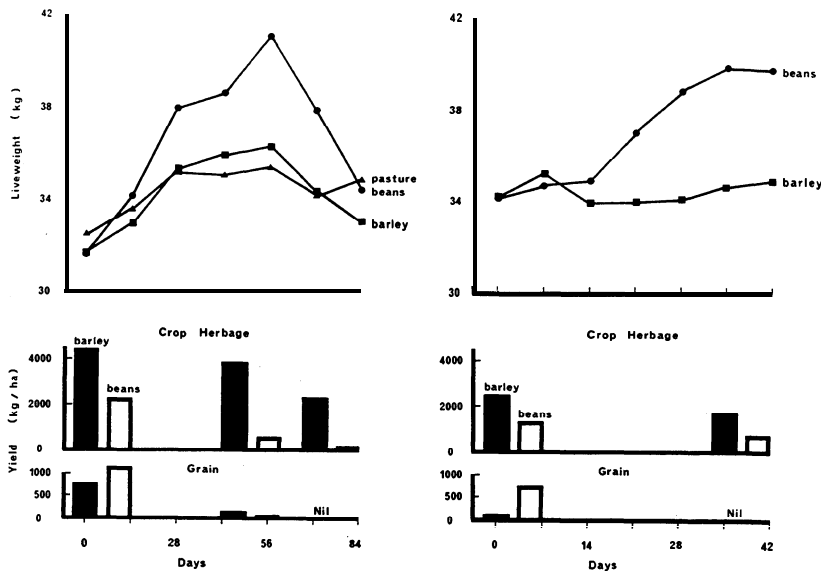 42
38
34
30
Liveweight (kg)
pasture
beans
barley
42
38
34
30
beans
barley
Crop Herbage
4000
2000
0
barley
beans
Yield (kg/ha)
Grain
1000
500
0
Nil
0 28 56 84
Days
Crop Herbage
4000
2000
0
barley
beans
Grain
1000
500
0
Nil
0 14 28 42
Days